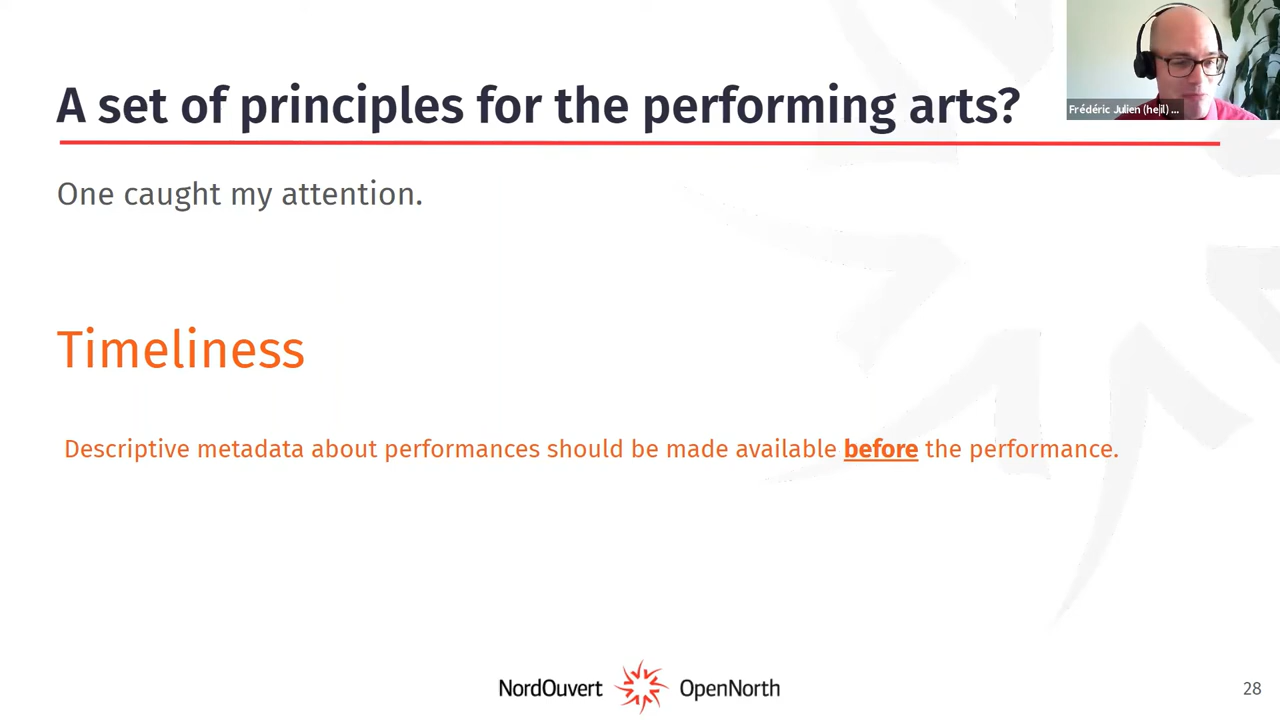 A set of principles for the performing arts?
Frédéric Julien (he|il) ...
One caught my attention.
Timeliness
Descriptive metadata about performances should be made available before the performance.
NordOuvert OpenNorth
28